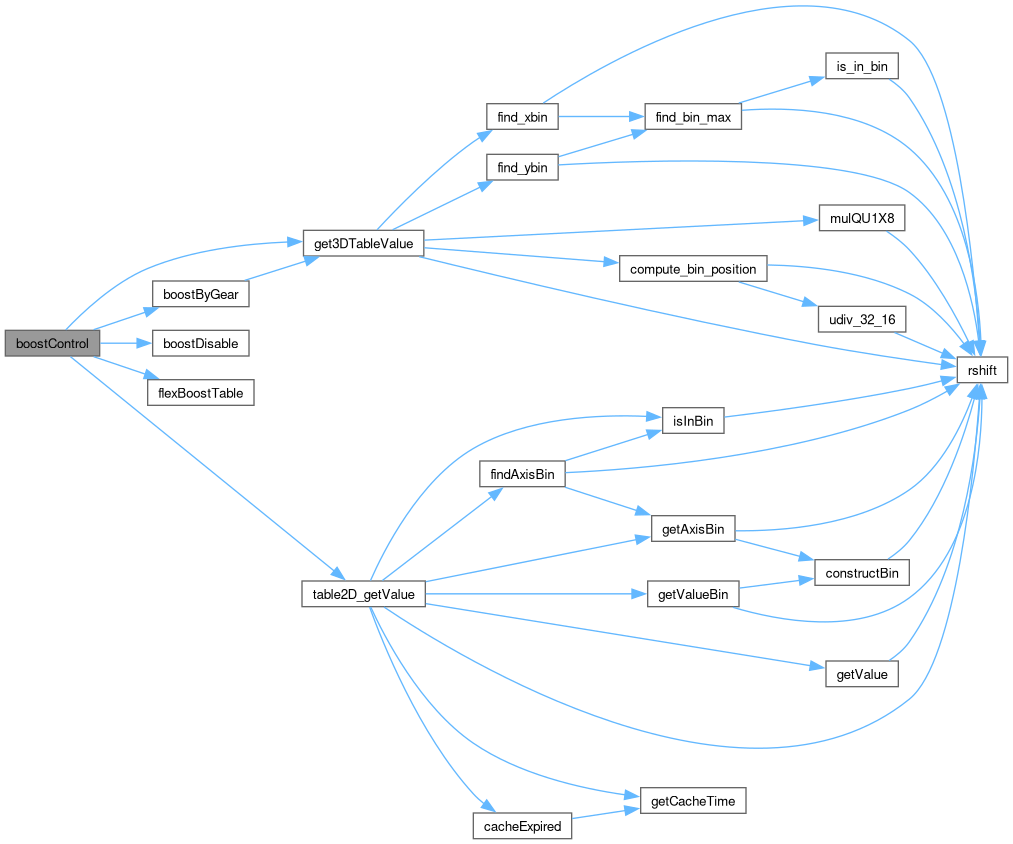 is_in_bin
find_xbin
find_bin_max
find_ybin
mulQU1X8
get3DTableValue
compute_bin_position
boostByGear
udiv_32_16
boostControl
boostDisable
rshift
flexBoostTable
isInBin
findAxisBin
getAxisBin
constructBin
table2D_getValue
getValueBin
getValue
getCacheTime
cacheExpired